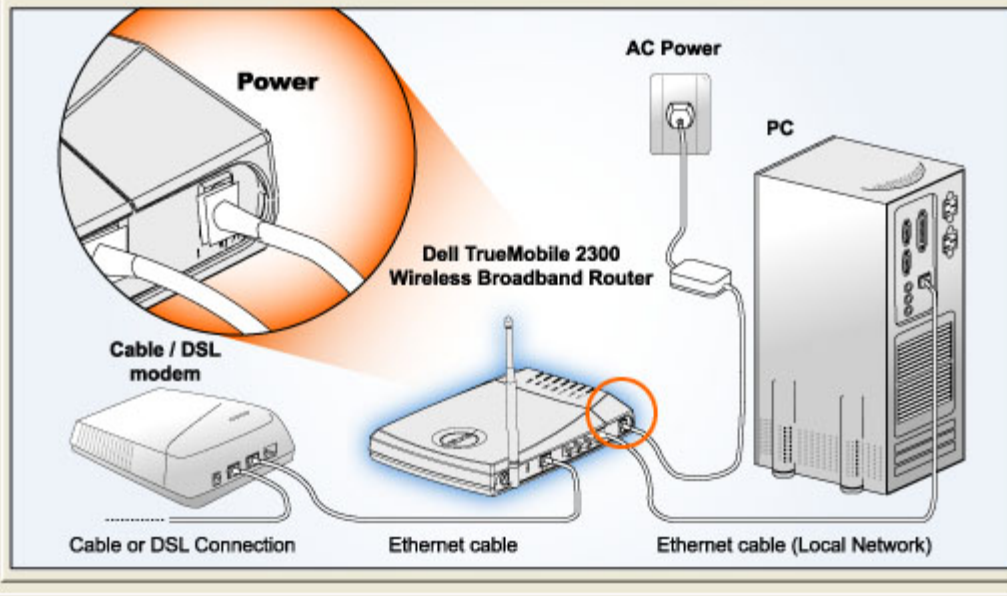 Power
AC Power
PC
Dell TrueMobile 2300
Wireless Broadband Router
Cable / DSL
modem
Cable or DSL Connection
Ethernet cable
Ethernet cable (Local Network)